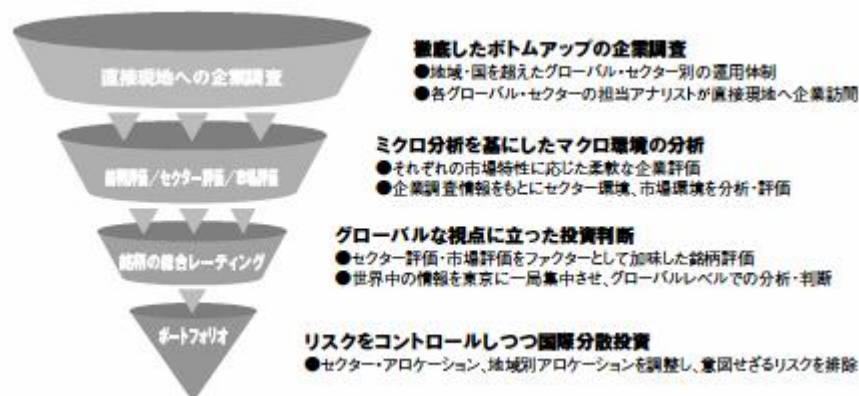 直接現地への企業調査
徹底したボトムアップの企業調査
●地域・国を超えたグローバル・セクター別の運用体制
●各グローバル・セクターの担当アナリストが直接現地へ企業訪問
銘柄評価／セクター評価／市場評価
ミクロ分析を基にしたマクロ環境の分析
●それぞれの市場特性に応じた柔軟な企業評価
●企業調査情報をもとにセクター環境、市場環境を分析・評価
銘柄の総合レーティング
グローバルな視点に立った投資判断
●セクター評価・市場評価をファクターとして加味した銘柄評価
●世界中の情報を東京に一局集中させ、グローバルレベルでの分析・判断
ポートフォリオ
リスクをコントロールしつつ国際分散投資
●セクター・アロケーション、地域別アロケーションを調整し、意図せざるリスクを排除